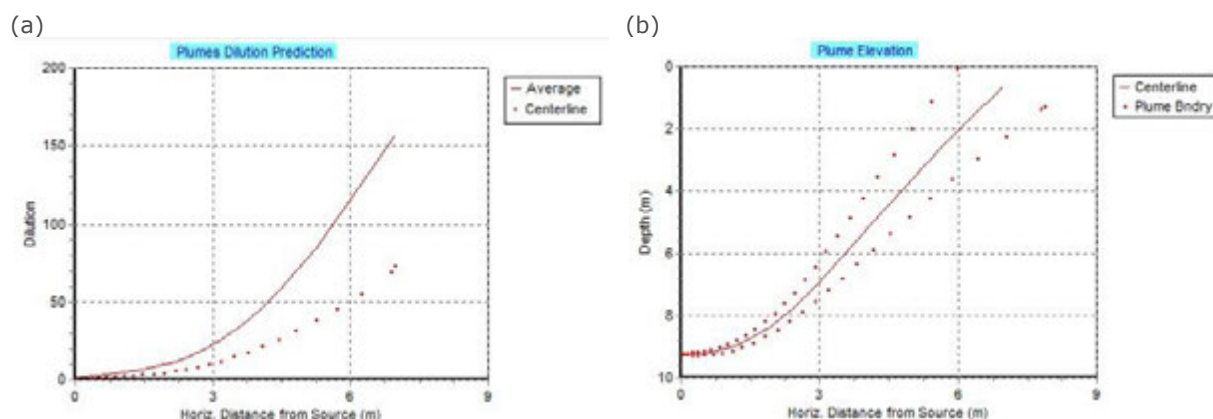 (a)
Plumes Dilution Prediction
200
150
100
50
0
Dilution
0 3 6 9
Horiz. Distance from Source (m)
Average
Centerline
(b)
Plume Elevation
0
2
4
6
8
10
Depth (m)
0 3 6 9
Horiz. Distance from Source (m)
Centerline
Plume Bndry